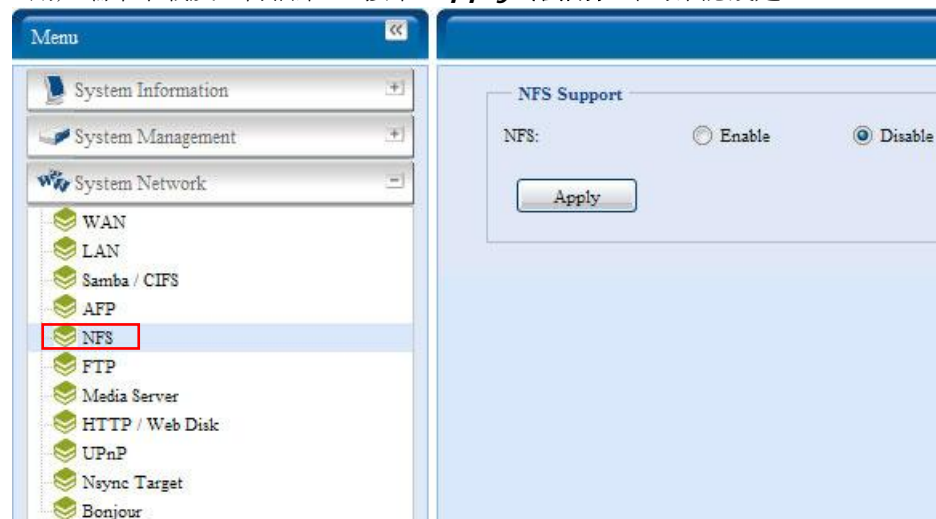 Menu
System Information
System Management
System Network
WAN
LAN
Samba / CIFS
AFP
NFS
FTP
Media Server
HTTP / Web Disk
UPnP
Nsync Target
Bonjour
NFS Support
NFS: Enable Disable
Apply